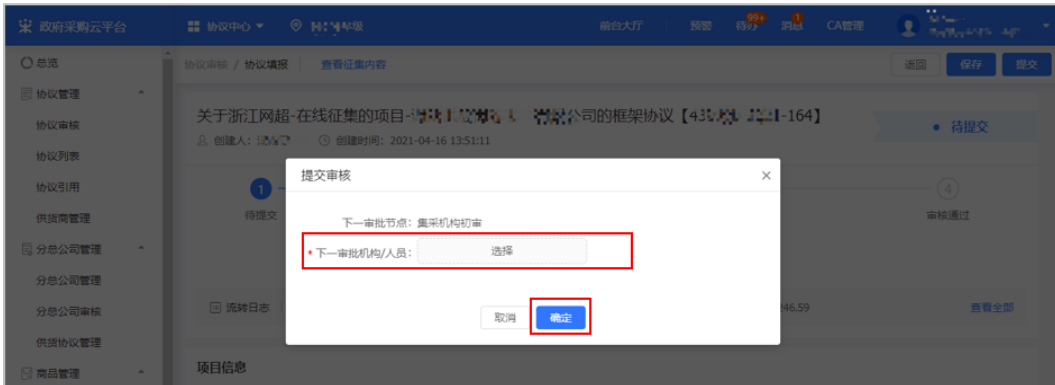 政府采购云平台
协议中心
前台大厅
预警
待办
99+
消息
CA管理
总览
协议审核 / 协议填报
查看征集内容
返回
保存
提交
协议管理
协议审核
协议列表
协议引用
供货商管理
分总公司管理
分总公司管理
分总公司审核
供货协议管理
商品管理
关于浙江网超-在线征集的项目-
公司的框架协议【43
-164】
待提交
创建人：
创建时间：2021-04-16 13:51:11
1
待提交
4
审核通过
提交审核
下一审批节点：集采机构初审
* 下一审批机构/人员：
选择
取消
确定
流转日志
246.59
查看全部
项目信息